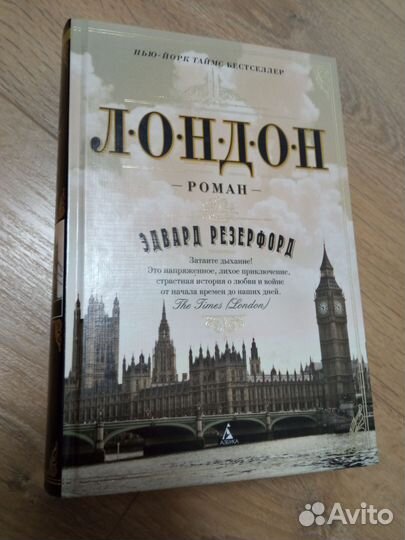 НЬЮ-ЙОРК ТАЙМС БЕСТСЕЛЛЕР
Л·О·Н·Д·О·Н
— РОМАН —
ЭДВАРД РЕЗЕРФОРД
Затаите дыхание!
Это напряженное, лихое приключение,
страстная история о любви и войне
от начала времен до наших дней.
The Times (London)
АЗБУКА
Avito